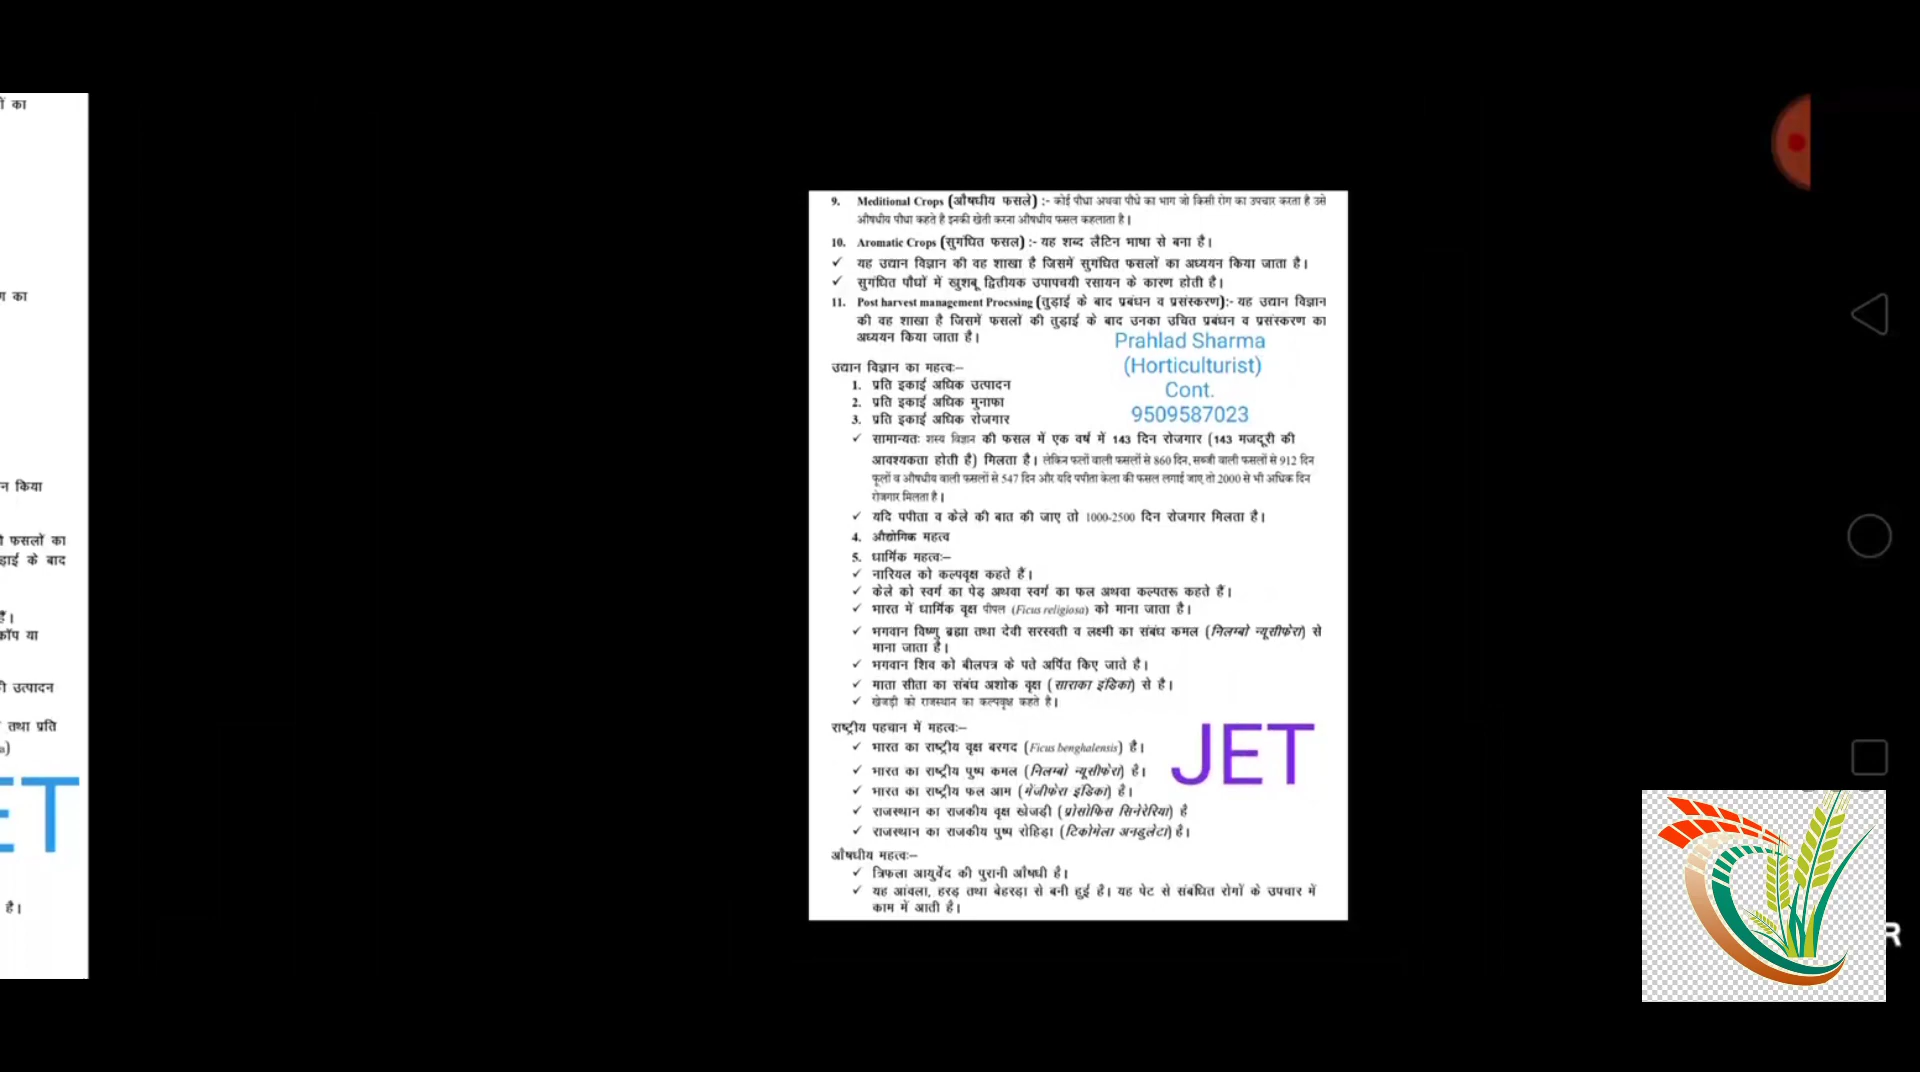 ों का
ग का
न किया
ो फसलों का
ड़ाई के बाद
हैं।
कॉप या
ी उत्पादन
तथा प्रति
a)
ET
है।
9. Meditional Crops (औषधीय फसले) :- कोई पौधा अथवा पौधे का भाग जो किसी रोग का उपचार करता है उसे
औषधीय पौधा कहते है इनकी खेती करना औषधीय फसल कहलाता है।
10. Aromatic Crops (सुगंधित फसल) :- यह शब्द लैटिन भाषा से बना है।
✓ यह उद्यान विज्ञान की वह शाखा है जिसमें सुगंधित फसलों का अध्ययन किया जाता है।
✓ सुगंधित पौघों में खुशबू द्वितीयक उपापचयी रसायन के कारण होती है।
11. Post harvest management Procssing (तुड़ाई के बाद प्रबंधन व प्रसंस्करण):- यह उद्यान विज्ञान
की वह शाखा है जिसमें फसलों की तुड़ाई के बाद उनका उचित प्रबंधन व प्रसंस्करण का
अध्ययन किया जाता है।
Prahlad Sharma
(Horticulturist)
Cont.
9509587023
उद्यान विज्ञान का महत्वः–
1. प्रति इकाई अधिक उत्पादन
2. प्रति इकाई अधिक मुनाफा
3. प्रति इकाई अधिक रोजगार
✓ सामान्यतः शस्य विज्ञान की फसल में एक वर्ष में 143 दिन रोजगार (143 मजदूरी की
आवश्यकता होती है) मिलता है। लेकिन फलों वाली फसलों से 860 दिन, सब्जी वाली फसलों से 912 दिन
फूलों व औषधीय वाली फसलों से 547 दिन और यदि पपीता केला की फसल लगाई जाए तो 2000 से भी अधिक दिन
रोजगार मिलता है।
✓ यदि पपीता व केले की बात की जाए तो 1000-2500 दिन रोजगार मिलता है।
4. औद्योगिक महत्व
5. धार्मिक महत्वः–
✓ नारियल को कल्पवृक्ष कहते हैं।
✓ केले को स्वर्ग का पेड़ अथवा स्वर्ग का फल अथवा कल्पतरू कहते हैं।
✓ भारत में धार्मिक वृक्ष पीपल (Ficus religiosa) को माना जाता है।
✓ भगवान विष्णु ब्रह्मा तथा देवी सरस्वती व लक्ष्मी का संबंध कमल (निलम्बो न्यूसीफेरा) से
माना जाता है।
✓ भगवान शिव को बीलपत्र के पते अर्पित किए जाते है।
✓ माता सीता का संबंध अशोक वृक्ष (साराका इंडिका) से है।
✓ खेजड़ी को राजस्थान का कल्पवृक्ष कहते है।
राष्ट्रीय पहचान में महत्वः–
✓ भारत का राष्ट्रीय वृक्ष बरगद (Ficus benghalensis) है।
✓ भारत का राष्ट्रीय पुष्प कमल (निलम्बो न्यूसीफेरा) है।
✓ भारत का राष्ट्रीय फल आम (मेंजीफेरा इंडिका) है।
✓ राजस्थान का राजकीय वृक्ष खेजड़ी (प्रोसोफिस सिनेरेरिया) है
✓ राजस्थान का राजकीय पुष्प रोहिड़ा (टिकोमेला अनडुलेटा) है।
JET
औषधीय महत्वः–
✓ त्रिफला आयुर्वेद की पुरानी औषधी है।
✓ यह आंवला, हरड़ तथा बेहरड़ा से बनी हुई है। यह पेट से संबंधित रोगों के उपचार में
काम में आती है।
R